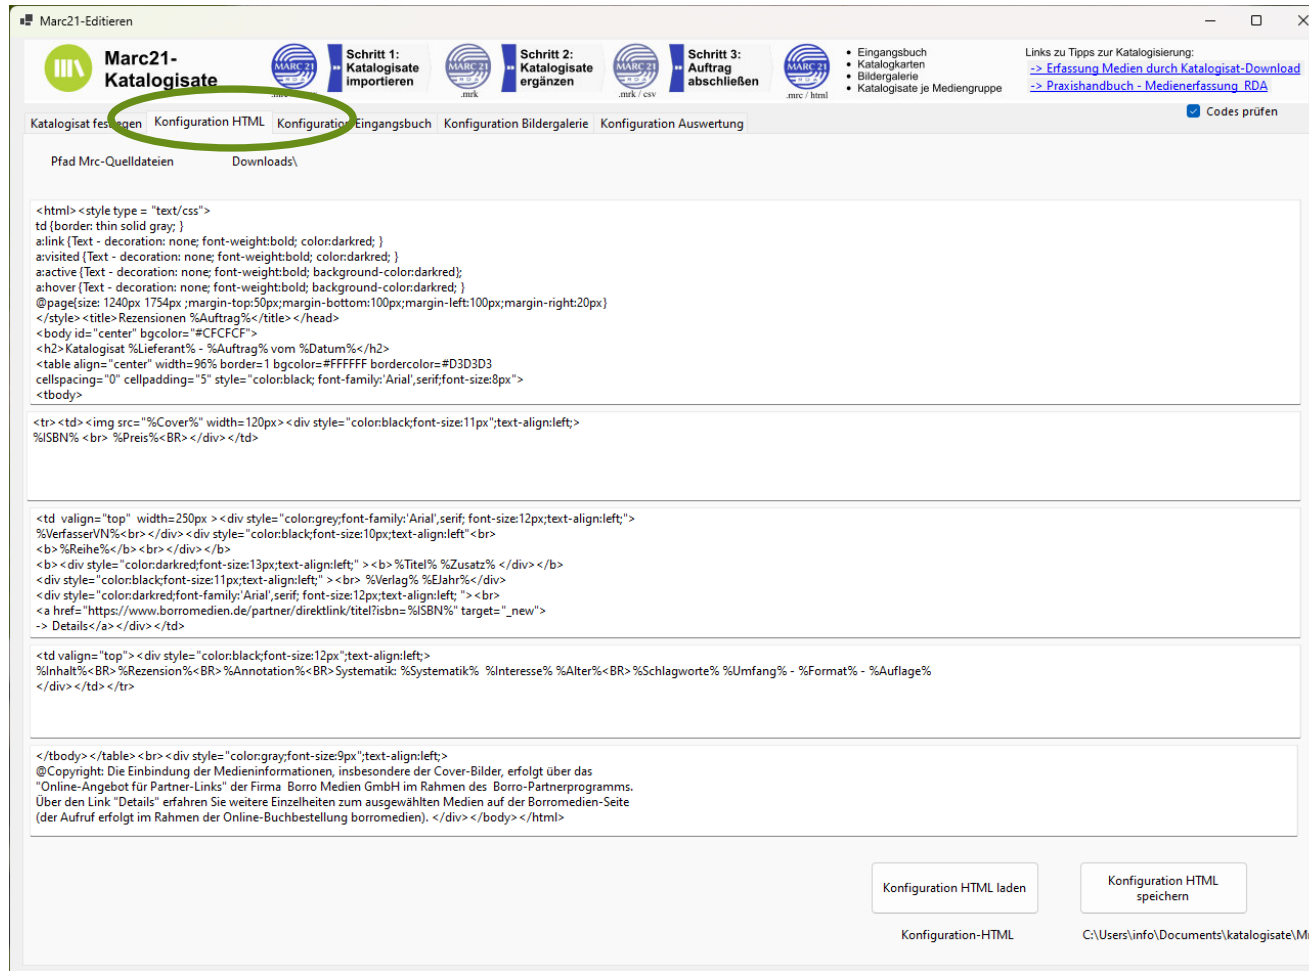 Marc21-Editieren
Marc21-
Katalogisate
MARC 21
Schritt 1:
Katalogisate
importieren
MARC 21
.mrk
Schritt 2:
Katalogisate
ergänzen
MARC 21
.mrk / csv
Schritt 3:
Auftrag
abschließen
MARC 21
.mrc / html
• Eingangsbuch
• Katalogkarten
• Bildergalerie
• Katalogisate je Mediengruppe
Links zu Tipps zur Katalogisierung:
-> Erfassung Medien durch Katalogisat-Download
-> Praxishandbuch - Medienerfassung RDA
Codes prüfen
Katalogisat Konfiguration HTML Konfiguration Eingangsbuch Konfiguration Bildergalerie Konfiguration Auswertung
Pfad Mrc-Quelldateien Downloads\
<html><style type = "text/css">
td {border: thin solid gray; }
a:link {Text - decoration: none; font-weight:bold; color:darkred; }
a:visited {Text - decoration: none; font-weight:bold; color:darkred; }
a:active {Text - decoration: none; font-weight:bold; background-color:darkred};
a:hover {Text - decoration: none; font-weight:bold; background-color:darkred; }
@page{size: 1240px 1754px ;margin-top:50px;margin-bottom:100px;margin-left:100px;margin-right:20px}
</style><title>Rezensionen %Auftrag%</title></head>
<body id="center" bgcolor="#CFCFCF">
<h2>Katalogisat %Lieferant% - %Auftrag% vom %Datum%</h2>
<table align="center" width=96% border=1 bgcolor=#FFFFFF bordercolor=#D3D3D3
cellspacing="0" cellpadding="5" style="color:black; font-family:'Arial',serif;font-size:8px">
<tbody>
<tr><td><img src="%Cover%" width=120px><div style="color:black;font-size:11px";text-align:left;>
%ISBN% <br> %Preis%<BR></div></td>
<td  valign="top"  width=250px ><div style="color:grey;font-family:'Arial',serif; font-size:12px;text-align:left;">
%VerfasserVN%<br></div><div style="color:black;font-size:10px;text-align:left"<br>
<b>%Reihe%</b><br></div></b>
<b><div style="color:darkred;font-size:13px;text-align:left;" ><b>%Titel% %Zusatz% </div></b>
<div style="color:black;font-size:11px;text-align:left;" ><br> %Verlag% %EJahr%</div>
<div style="color:darkred;font-family:'Arial',serif; font-size:12px;text-align:left; "><br>
<a href="https://www.borromedien.de/partner/direktlink/titel?isbn=%ISBN%" target="_new">
-> Details</a></div></td>
<td valign="top"><div style="color:black;font-size:12px";text-align:left;>
%Inhalt%<BR>%Rezension%<BR>%Annotation%<BR>Systematik: %Systematik%  %Interesse% %Alter%<BR>%Schlagworte% %Umfang% - %Format% - %Auflage%
</div></td></tr>
</tbody></table><br><div style="color:gray;font-size:9px";text-align:left;>
@Copyright: Die Einbindung der Medieninformationen, insbesondere der Cover-Bilder, erfolgt über das
"Online-Angebot für Partner-Links" der Firma  Borro Medien GmbH im Rahmen des  Borro-Partnerprogramms.
Über den Link "Details" erfahren Sie weitere Einzelheiten zum ausgewählten Medien auf der Borromedien-Seite
(der Aufruf erfolgt im Rahmen der Online-Buchbestellung borromedien). </div></body></html>
Konfiguration HTML laden
Konfiguration HTML
speichern
Konfiguration-HTML
C:\Users\info\Documents\katalogisate\M